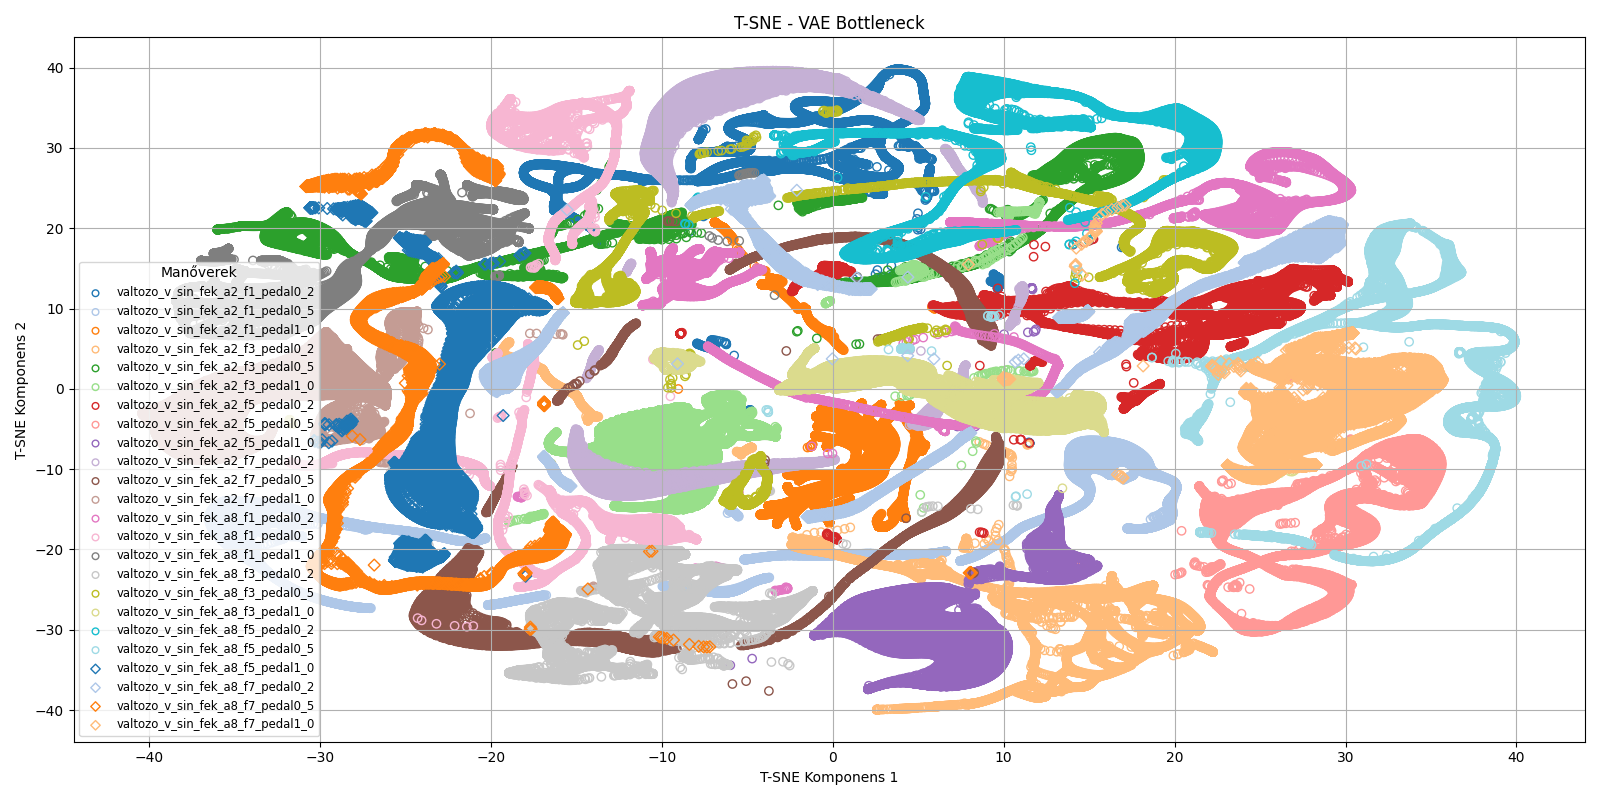 T-SNE - VAE Bottleneck
T-SNE Komponens 2
40
30
20
10
0
−10
−20
−30
−40
Manőverek
valtozo_v_sin_fek_a2_f1_pedal0_2
valtozo_v_sin_fek_a2_f1_pedal0_5
valtozo_v_sin_fek_a2_f1_pedal1_0
valtozo_v_sin_fek_a2_f3_pedal0_2
valtozo_v_sin_fek_a2_f3_pedal0_5
valtozo_v_sin_fek_a2_f3_pedal1_0
valtozo_v_sin_fek_a2_f5_pedal0_2
valtozo_v_sin_fek_a2_f5_pedal0_5
valtozo_v_sin_fek_a2_f5_pedal1_0
valtozo_v_sin_fek_a2_f7_pedal0_2
valtozo_v_sin_fek_a2_f7_pedal0_5
valtozo_v_sin_fek_a2_f7_pedal1_0
valtozo_v_sin_fek_a8_f1_pedal0_2
valtozo_v_sin_fek_a8_f1_pedal0_5
valtozo_v_sin_fek_a8_f1_pedal1_0
valtozo_v_sin_fek_a8_f3_pedal0_2
valtozo_v_sin_fek_a8_f3_pedal0_5
valtozo_v_sin_fek_a8_f3_pedal1_0
valtozo_v_sin_fek_a8_f5_pedal0_2
valtozo_v_sin_fek_a8_f5_pedal0_5
valtozo_v_sin_fek_a8_f5_pedal1_0
valtozo_v_sin_fek_a8_f7_pedal0_2
valtozo_v_sin_fek_a8_f7_pedal0_5
valtozo_v_sin_fek_a8_f7_pedal1_0
−40 −30 −20 −10 0 10 20 30 40
T-SNE Komponens 1